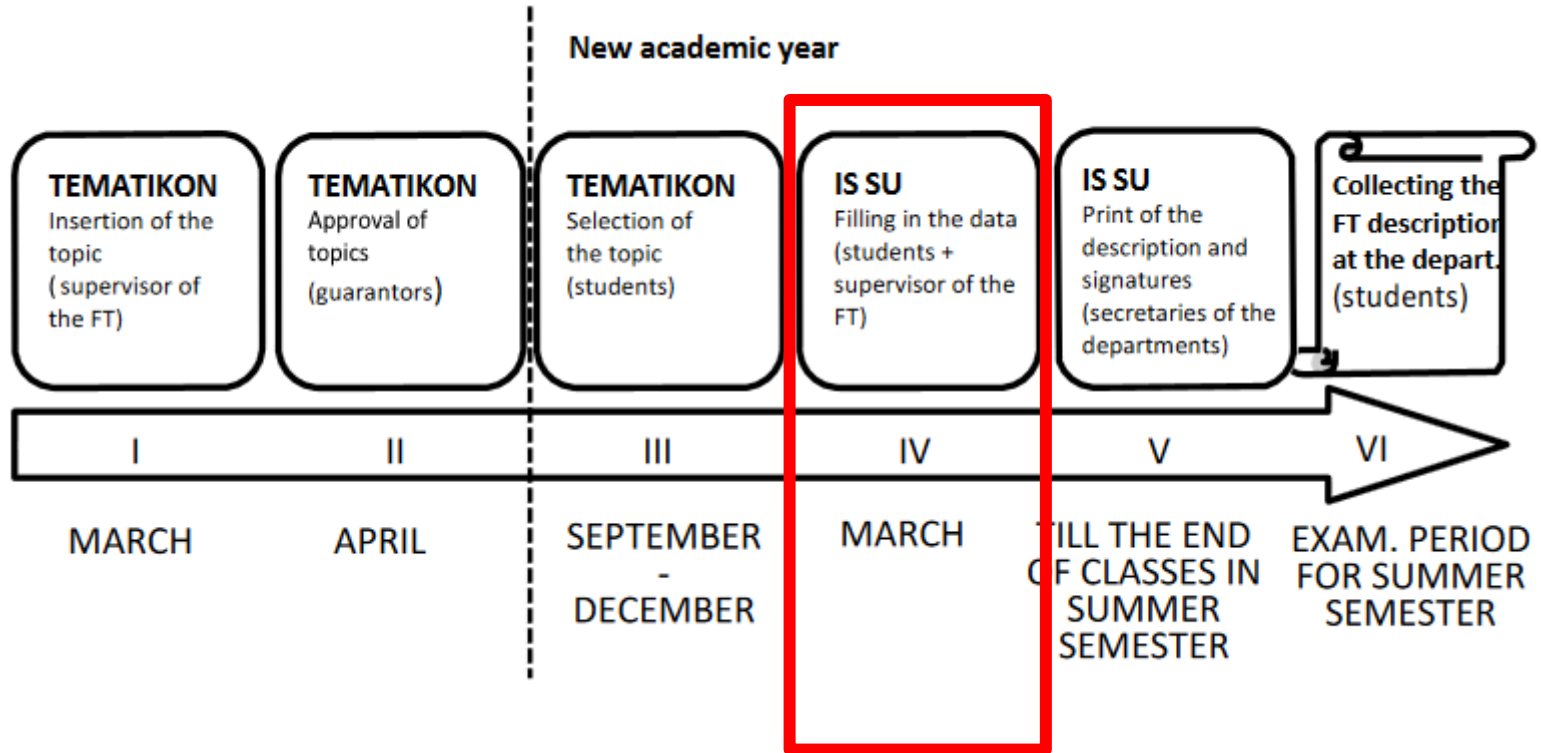 New academic year
TEMATIKON
Insertion of the
topic
( supervisor of
the FT)
TEMATIKON
Approval of
topics
(guarantors)
TEMATIKON
Selection of
the topic
(students)
IS SU
Filling in the data
(students +
supervisor of the
FT)
IS SU
Print of the
description and
signatures
(secretaries of the
departments)
Collecting the
FT description
at the depart.
(students)
I
II
III
IV
V
VI
MARCH
APRIL
SEPTEMBER
-
DECEMBER
MARCH
TILL THE END
OF CLASSES IN
SUMMER
SEMESTER
EXAM. PERIOD
FOR SUMMER
SEMESTER